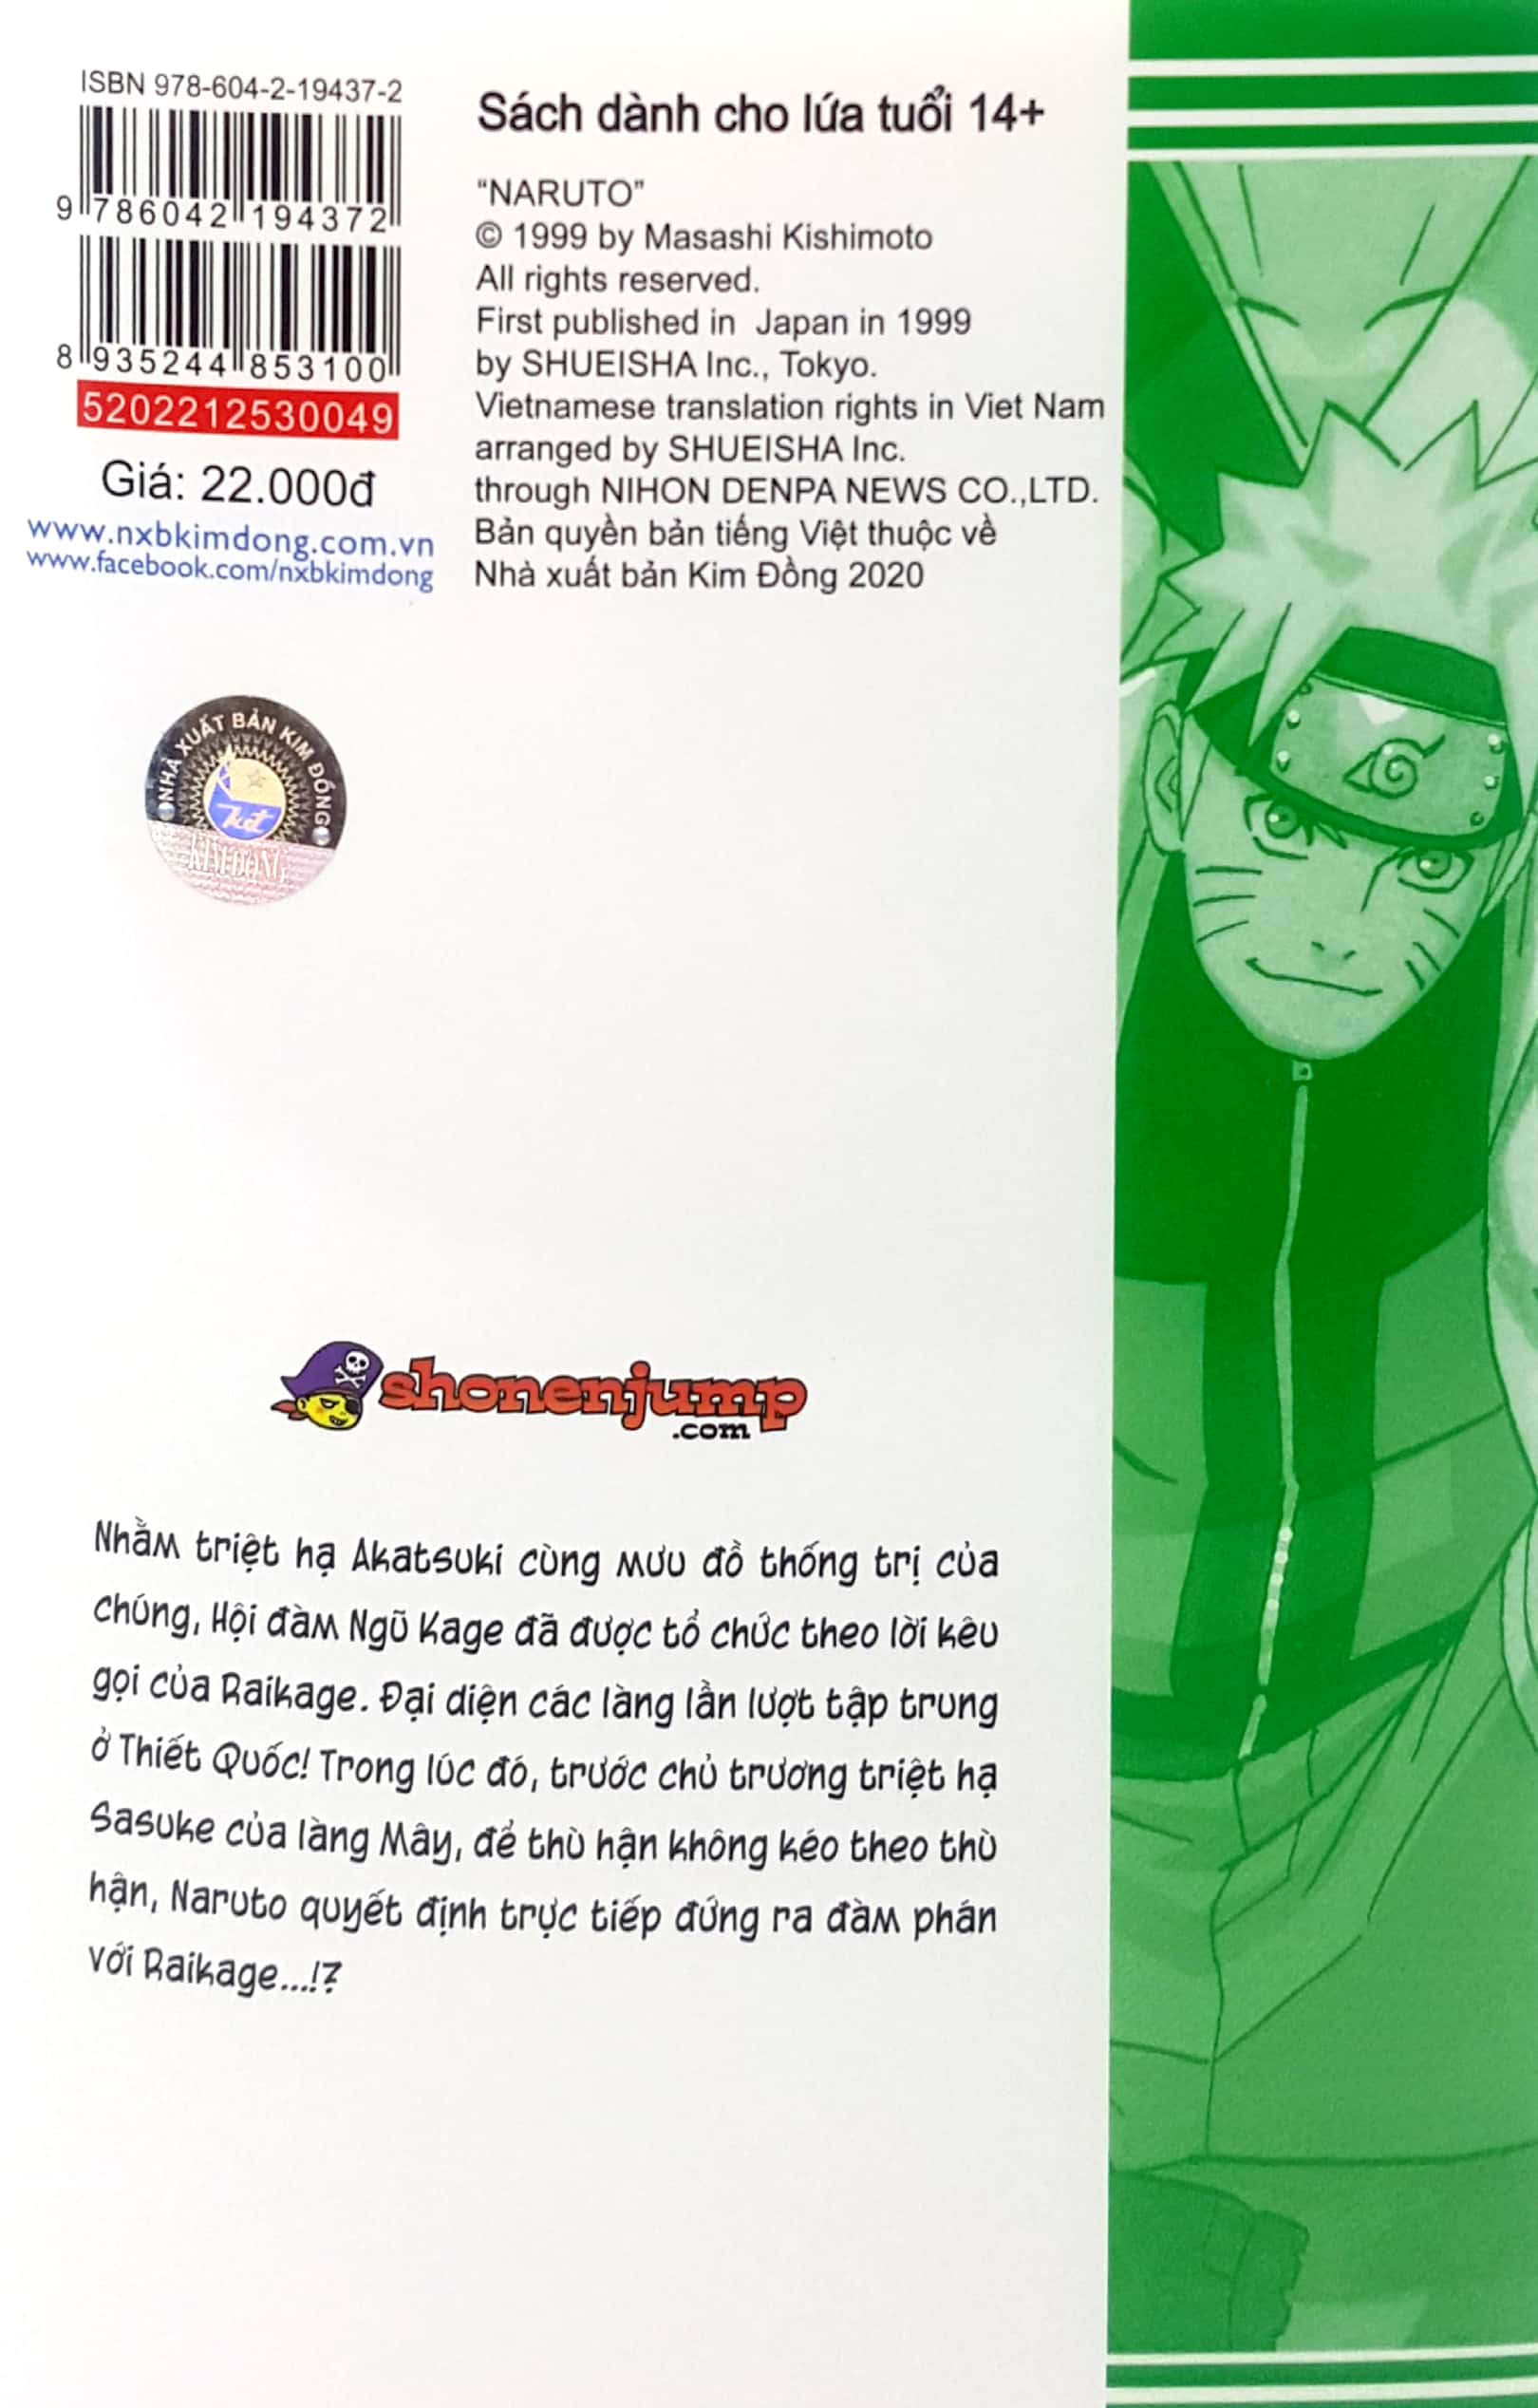 ISBN 978-604-2-19437-2
9 786042 194372
8 935244 853100
5202212530049
Giá: 22.000đ
www.nxbkimdong.com.vn
www.facebook.com/nxbkimdong
Sách dành cho lứa tuổi 14+
“NARUTO”
© 1999 by Masashi Kishimoto
All rights reserved.
First published in Japan in 1999
by SHUEISHA Inc., Tokyo.
Vietnamese translation rights in Viet Nam
arranged by SHUEISHA Inc.
through NIHON DENPA NEWS CO.,LTD.
Bản quyền bản tiếng Việt thuộc về
Nhà xuất bản Kim Đồng 2020
NHÀ XUẤT BẢN KIM ĐỒNG
KIM ĐỒNG
shonenjump
.com
Nhằm triệt hạ Akatsuki cùng mưu đồ thống trị của
chúng, Hội đàm Ngũ Kage đã được tổ chức theo lời kêu
gọi của Raikage. Đại diện các làng lần lượt tập trung
ở Thiết Quốc! Trong lúc đó, trước chủ trương triệt hạ
Sasuke của làng Mây, để thù hận không kéo theo thù
hận, Naruto quyết định trực tiếp đứng ra đàm phán
với Raikage...!?